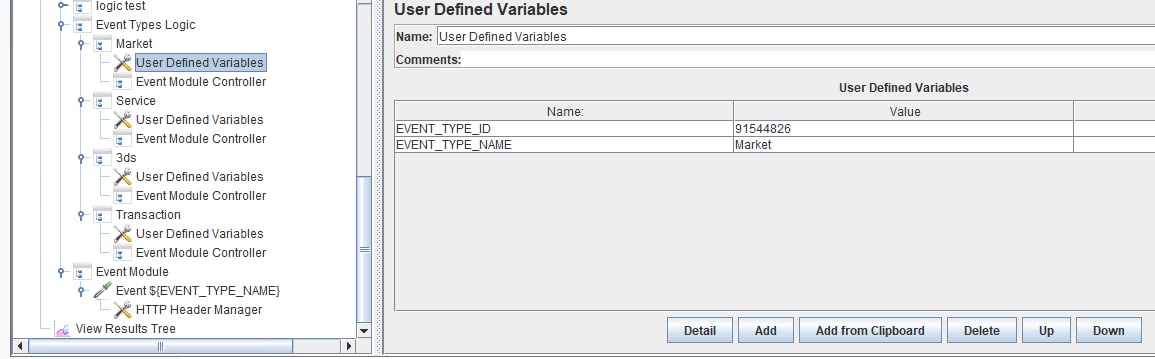 logic test
Event Types Logic
Market
User Defined Variables
Event Module Controller
Service
User Defined Variables
Event Module Controller
3ds
User Defined Variables
Event Module Controller
Transaction
User Defined Variables
Event Module Controller
Event Module
Event ${EVENT_TYPE_NAME}
HTTP Header Manager
View Results Tree
User Defined Variables
Name: User Defined Variables
Comments:
User Defined Variables
Name: Value
EVENT_TYPE_ID 91544826
EVENT_TYPE_NAME Market
Detail Add Add from Clipboard Delete Up Down